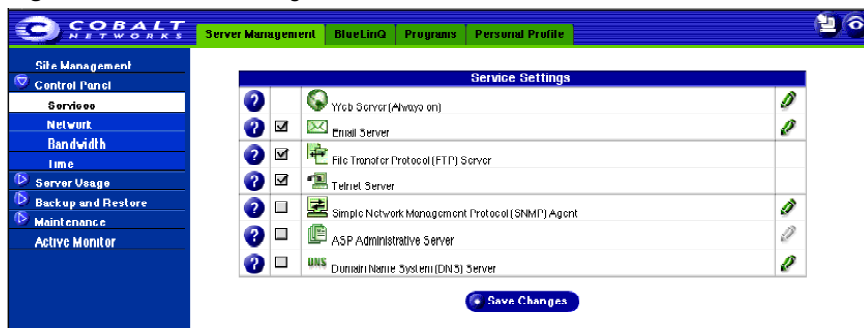 COBALT
NETWORKS
Server Management BlueLinQ Programs Personal Profile
Site Management
Control Panel
Services
Network
Bandwidth
Time
Server Usage
Backup and Restore
Maintenance
Active Monitor
Service Settings
Web Server (Always on)
Email Server
File Transfer Protocol (FTP) Server
Telnet Server
Simple Network Management Protocol (SNMP) Agent
ASP Administrative Server
DNS Domain Name System (DNS) Server
Save Changes